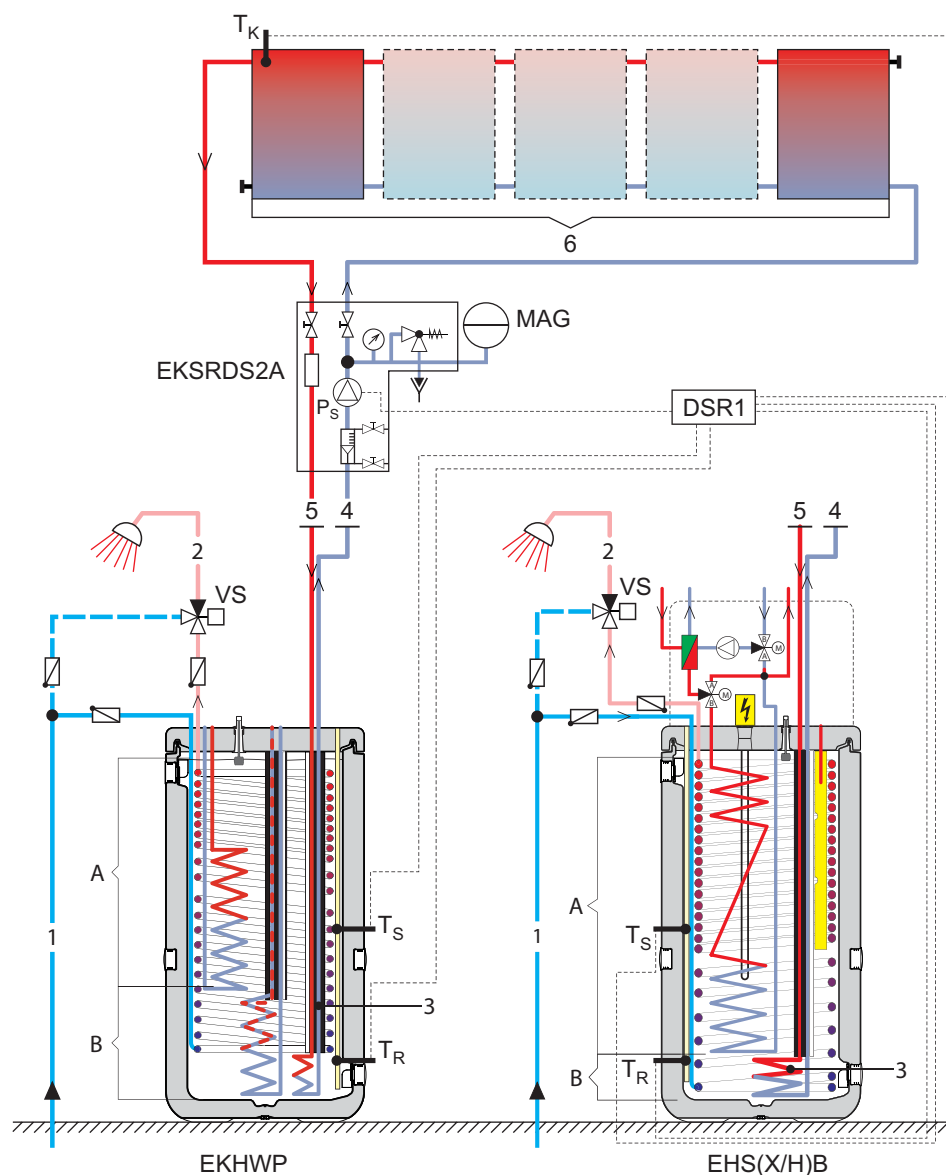 TK
6
MAG
EKSRDS2A
PS
DSR1
5 4
5 4
2
2
VS
VS
B
A
M
A
B
M
A
A
TS
TS
1
1
3
B
B
TR
TR
3
EKHWP
EHS(X/H)B